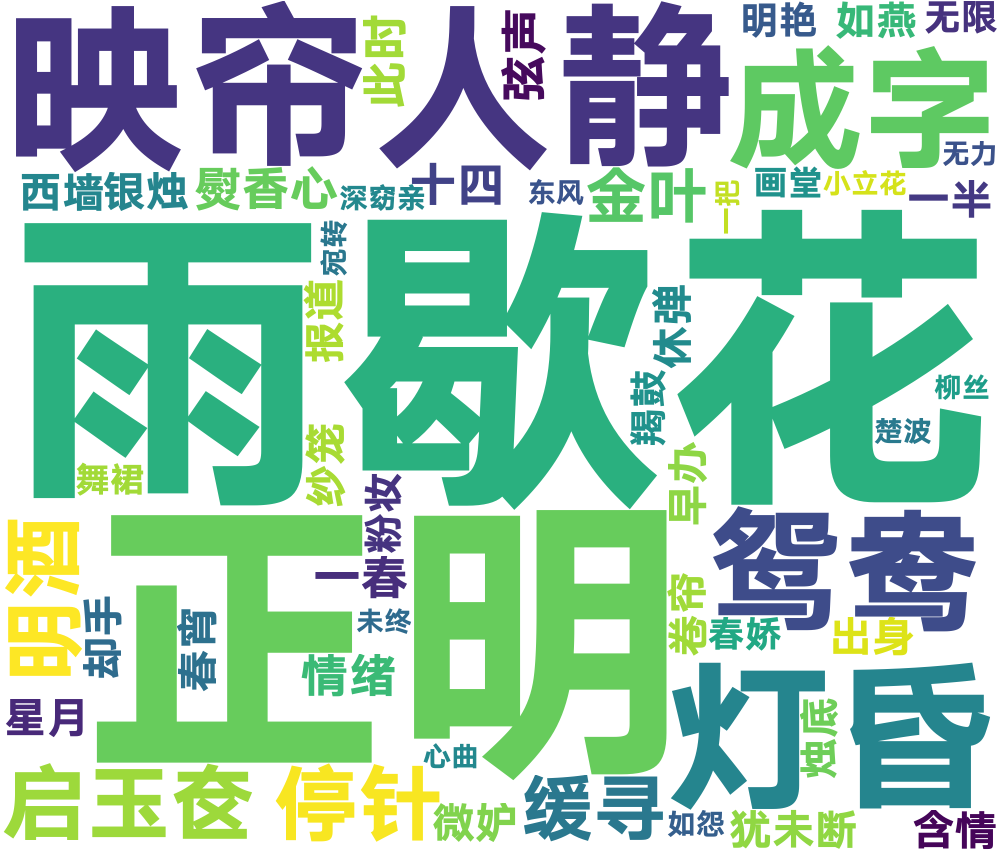 映帘人静
此时
弦声
明艳
如燕
无限
成字
无力
西墙银烛
熨香心
深窈亲
十四
东风
金叶
一把
画堂
小立花
一半
雨歇花
宛转
报道
休弹
羯鼓
柳丝
楚波
舞裙
纱笼
早办
粉妆
一春
正明
鸳鸯
明酒
却手
春宵
未终
卷帘
春娇
出身
情绪
星月
心曲
灯昏
烛底
启玉奁
停针
微妒
缓寻
如怨
犹未断
含情